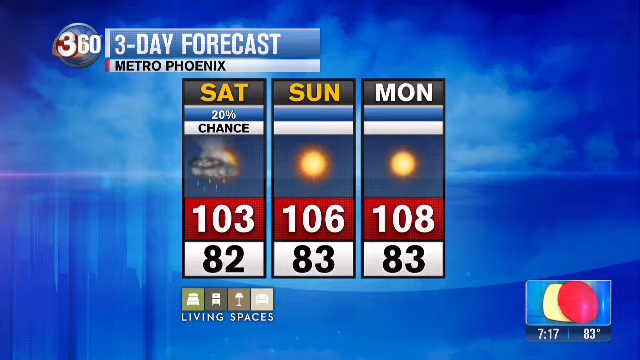 360
3-DAY FORECAST
METRO PHOENIX
SAT SUN MON
20%
CHANCE
103 106 108
82 83 83
LIVING SPACES
7:17 83°